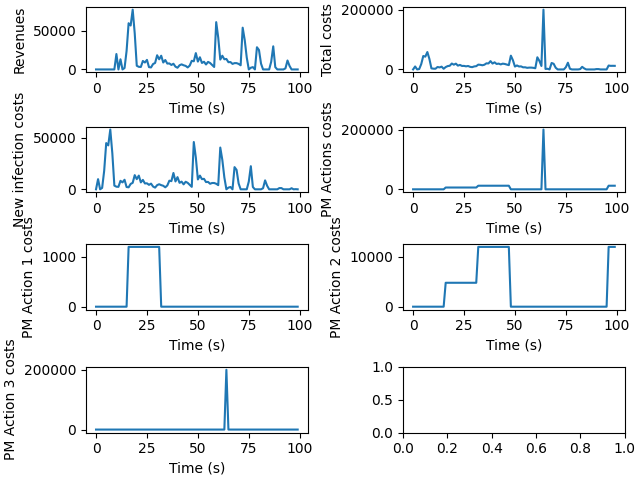 Revenues
50000
0
0 25 50 75 100
Time (s)
Total costs
200000
0
0 25 50 75 100
Time (s)
New infection costs
50000
0
0 25 50 75 100
Time (s)
PM Actions costs
200000
0
0 25 50 75 100
Time (s)
PM Action 1 costs
1000
0
0 25 50 75 100
Time (s)
PM Action 2 costs
10000
0
0 25 50 75 100
Time (s)
PM Action 3 costs
200000
0
0 25 50 75 100
Time (s)
1.0
0.5
0.0
0.0 0.2 0.4 0.6 0.8 1.0